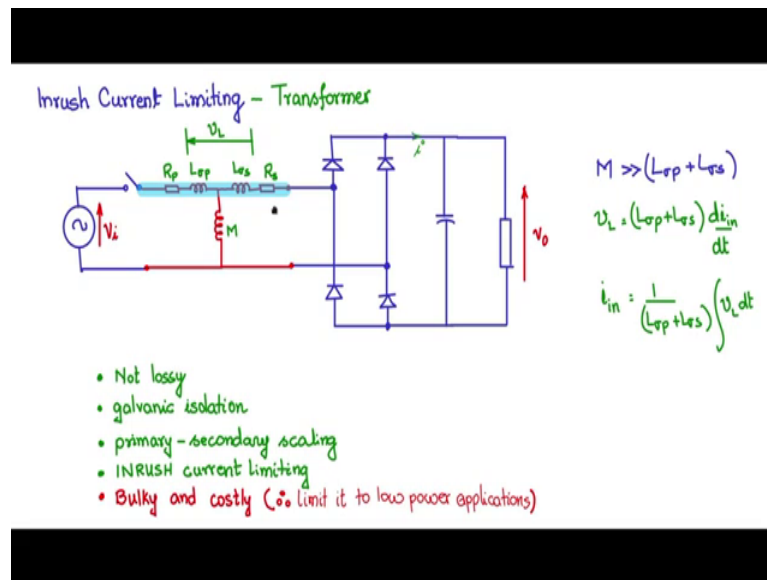 Inrush Current Limiting - Transformer
vL
Rp Lσp Lσs Rs
i
Vi
M
vo
M >> (Lσp + Lσs)
vL = (Lσp + Lσs) di_in/dt
i_in = 1/(Lσp + Lσs) ∫ vL dt
• Not lossy
• galvanic isolation
• primary - secondary scaling
• INRUSH current limiting
• Bulky and costly (∴ limit it to low power applications)